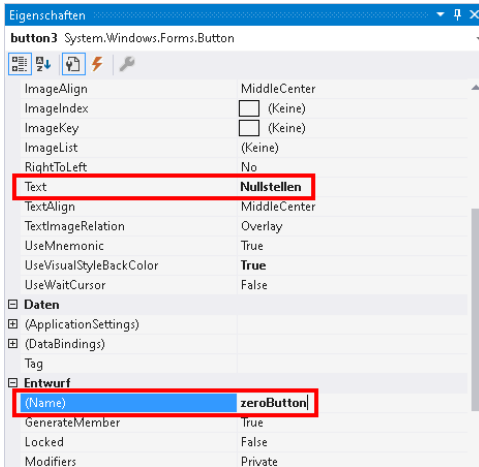 Eigenschaften
button3 System.Windows.Forms.Button
ImageAlign MiddleCenter
ImageIndex (Keine)
ImageKey (Keine)
ImageList (Keine)
RightToLeft No
Text Nullstellen
TextAlign MiddleCenter
TextImageRelation Overlay
UseMnemonic True
UseVisualStyleBackColor True
UseWaitCursor False
Daten
(ApplicationSettings)
(DataBindings)
Tag
Entwurf
(Name) zeroButton
GenerateMember True
Locked False
Modifiers Private